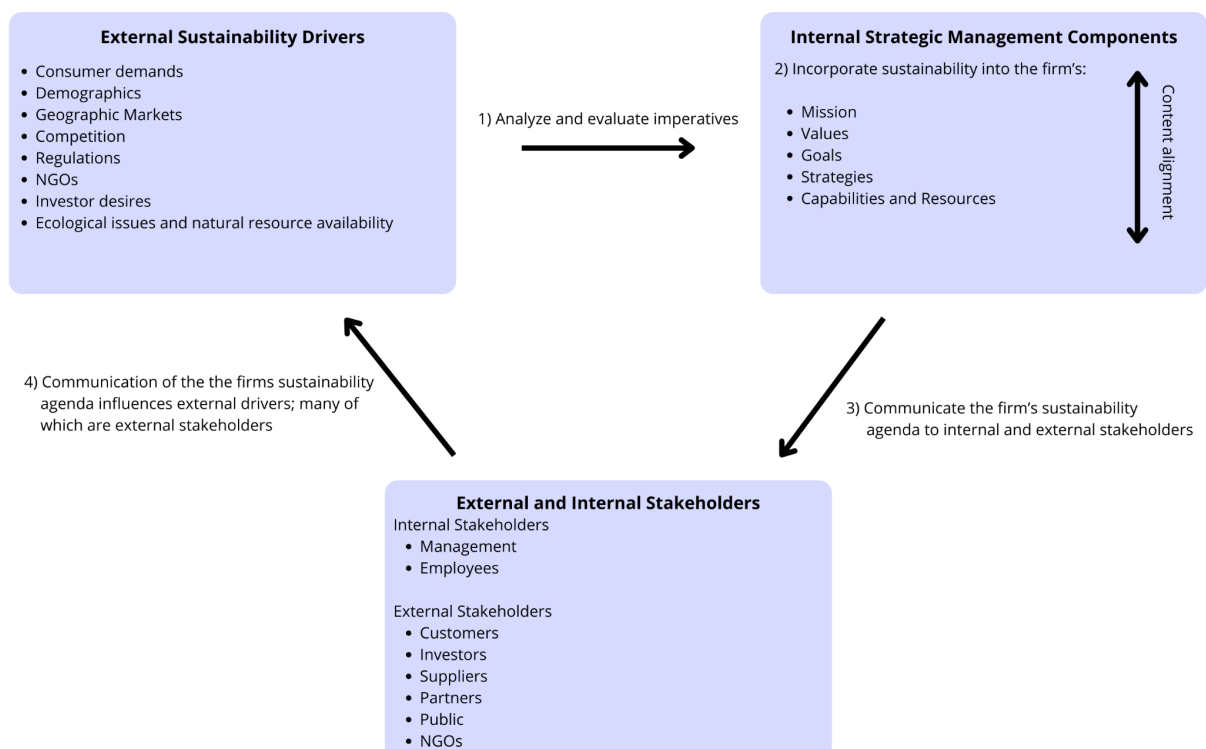 External Sustainability Drivers
• Consumer demands
• Demographics
• Geographic Markets
• Competition
• Regulations
• NGOs
• Investor desires
• Ecological issues and natural resource availability
1) Analyze and evaluate imperatives
Internal Strategic Management Components
2) Incorporate sustainability into the firm's:
• Mission
• Values
• Goals
• Strategies
• Capabilities and Resources
Content alignment
3) Communicate the firm's sustainability
agenda to internal and external stakeholders
4) Communication of the the firms sustainability
agenda influences external drivers; many of
which are external stakeholders
External and Internal Stakeholders
Internal Stakeholders
• Management
• Employees
External Stakeholders
• Customers
• Investors
• Suppliers
• Partners
• Public
• NGOs